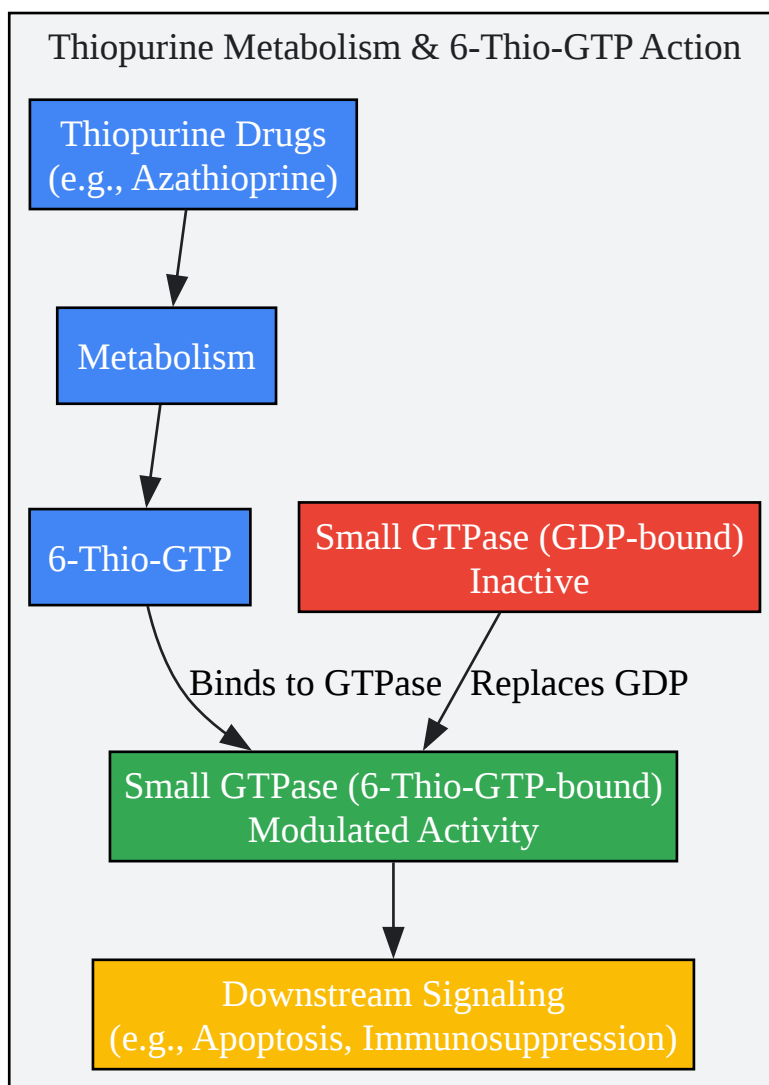 Thiopurine Metabolism & 6-Thio-GTP Action
Thiopurine Drugs
(e.g., Azathioprine)
Metabolism
6-Thio-GTP
Small GTPase (GDP-bound)
Inactive
Binds to GTPase
Replaces GDP
Small GTPase (6-Thio-GTP-bound)
Modulated Activity
Downstream Signaling
(e.g., Apoptosis, Immunosuppression)